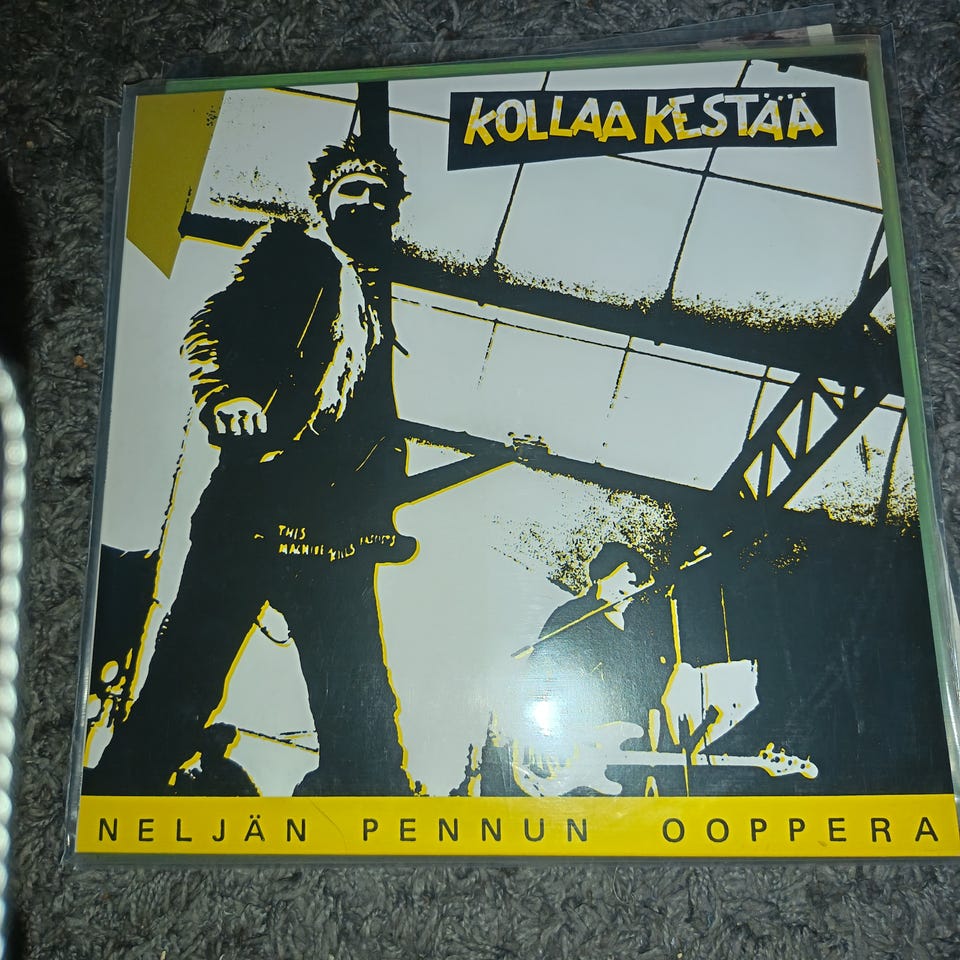 KOLLAA KESTÄÄ
THIS
MACHINE KILLS FASCISTS
NELJÄN PENNUN OOPPERA